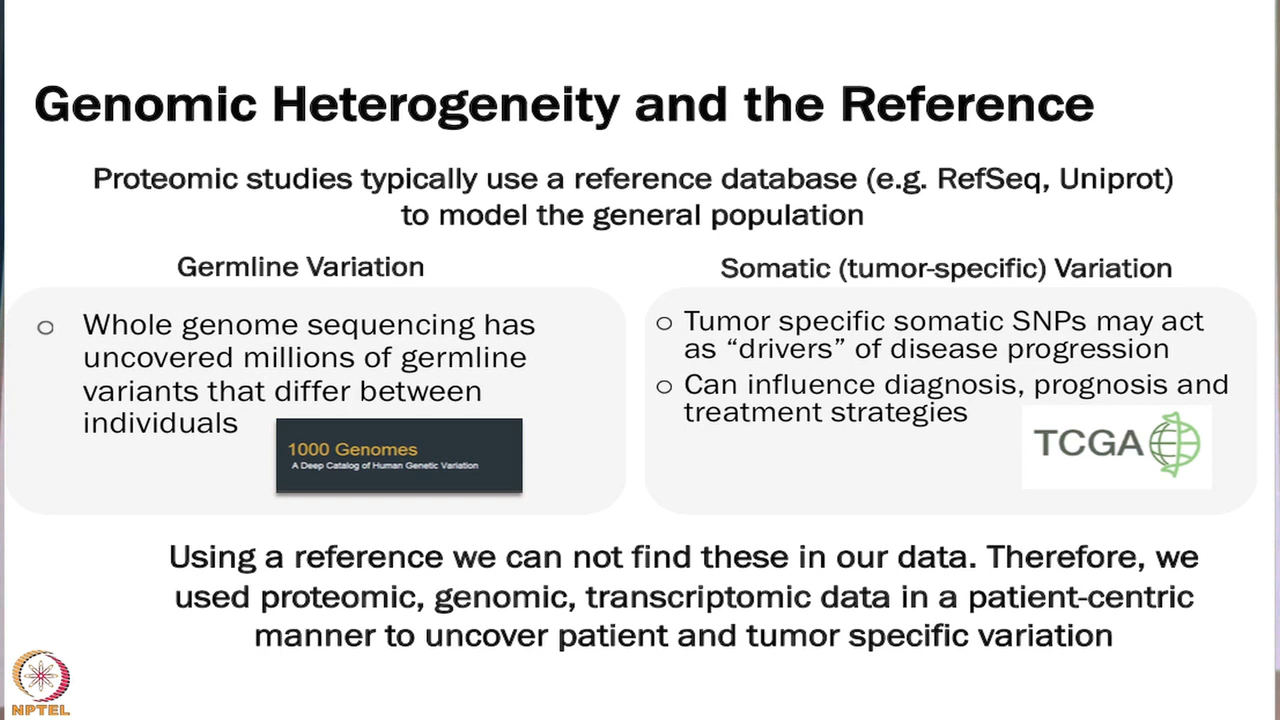 Genomic Heterogeneity and the Reference
Proteomic studies typically use a reference database (e.g. RefSeq, Uniprot)
to model the general population
Germline Variation
○ Whole genome sequencing has
uncovered millions of germline
variants that differ between
individuals
1000 Genomes
A Deep Catalog of Human Genetic Variation
Somatic (tumor-specific) Variation
○ Tumor specific somatic SNPs may act
as “drivers” of disease progression
○ Can influence diagnosis, prognosis and
treatment strategies
TCGA
Using a reference we can not find these in our data. Therefore, we
used proteomic, genomic, transcriptomic data in a patient-centric
manner to uncover patient and tumor specific variation
NPTEL